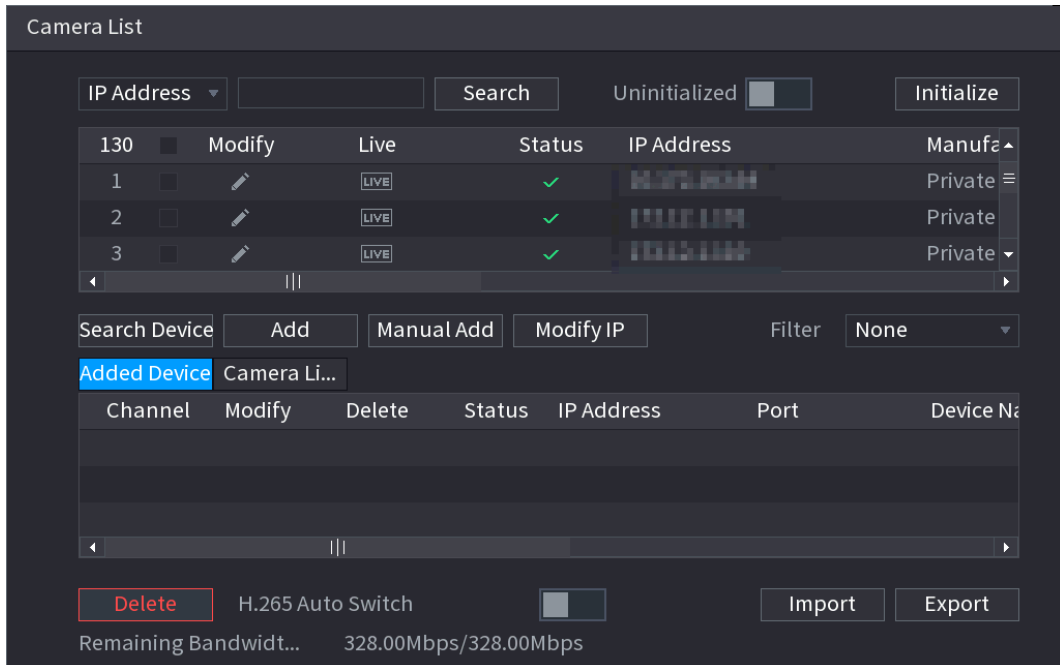 Camera List
IP Address Search Uninitialized Initialize
130 Modify Live Status IP Address Manufa
1 LIVE Private
2 LIVE Private
3 LIVE Private
Search Device Add Manual Add Modify IP Filter None
Added Device Camera Li...
Channel Modify Delete Status IP Address Port Device Na
Delete H.265 Auto Switch Import Export
Remaining Bandwidt... 328.00Mbps/328.00Mbps